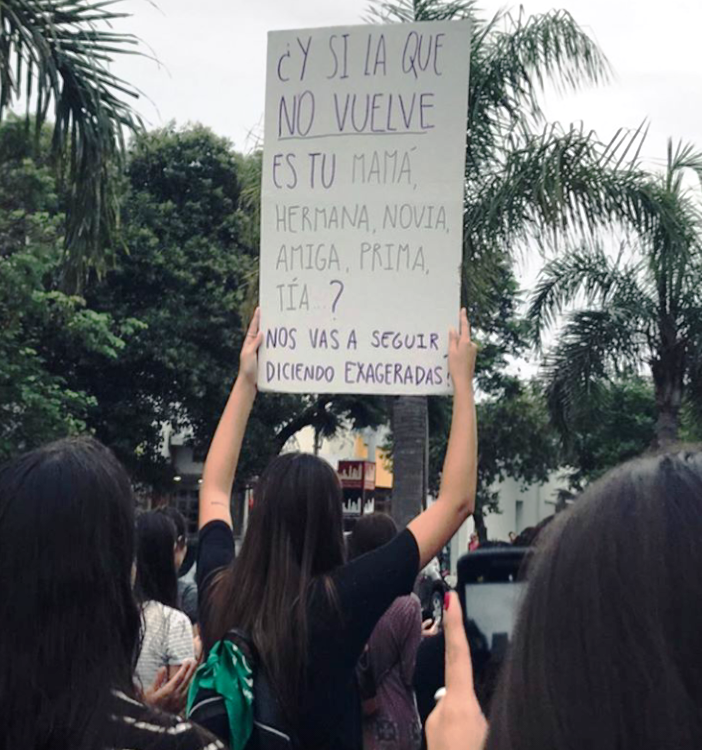 ¿Y SI LA QUE
NO VUELVE
ES TU MAMÁ,
HERMANA, NOVIA,
AMIGA, PRIMA,
TÍA...?
NOS VAS A SEGUIR
DICIENDO EXAGERADAS?